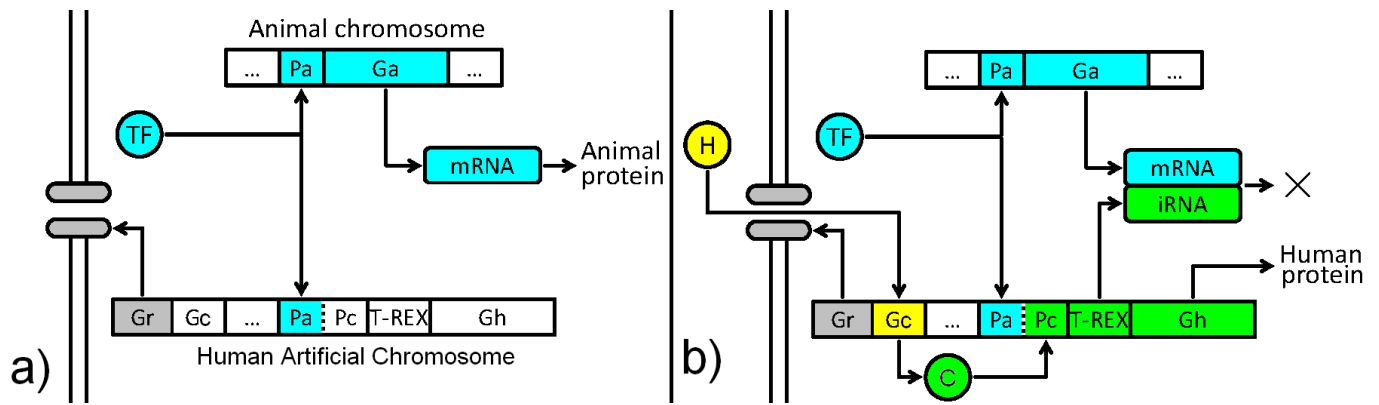 Animal chromosome
... Pa Ga ...
TF
mRNA
Animal
protein
Gr Gc ... Pa Pc T-REX Gh
Human Artificial Chromosome
a)
... Pa Ga ...
H
TF
mRNA
iRNA
Human
protein
Gr Gc ... Pa Pc T-REX Gh
C
b)